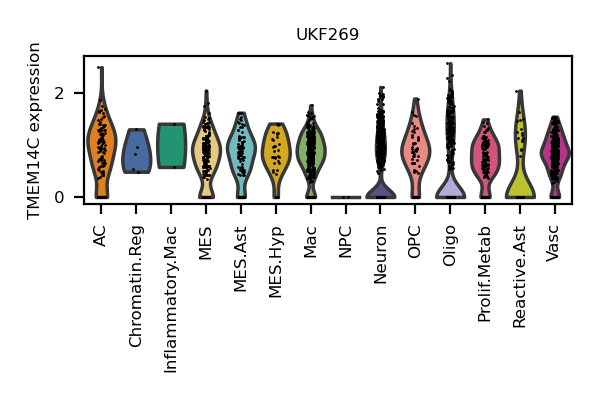 UKF269
TMEM14C expression
2
0
AC
Chromatin.Reg
Inflammatory.Mac
MES
MES.Ast
MES.Hyp
Mac
NPC
Neuron
OPC
Oligo
Prolif.Metab
Reactive.Ast
Vasc